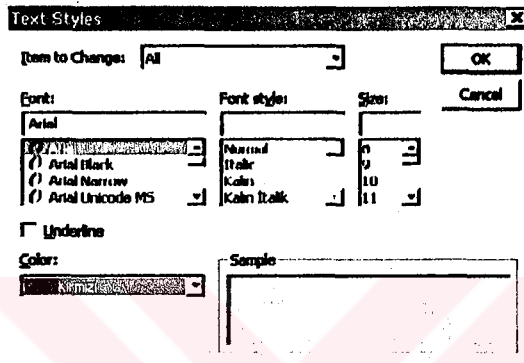 Text Styles
Item to Change: All
OK
Font: Font style: Size: Cancel
Arial
Normal 8
Arial Black Italic 9
Arial Narrow Kalın 10
Arial Unicode MS Kalın İtalik 11
Underline
Color: Sample
Kırmızı